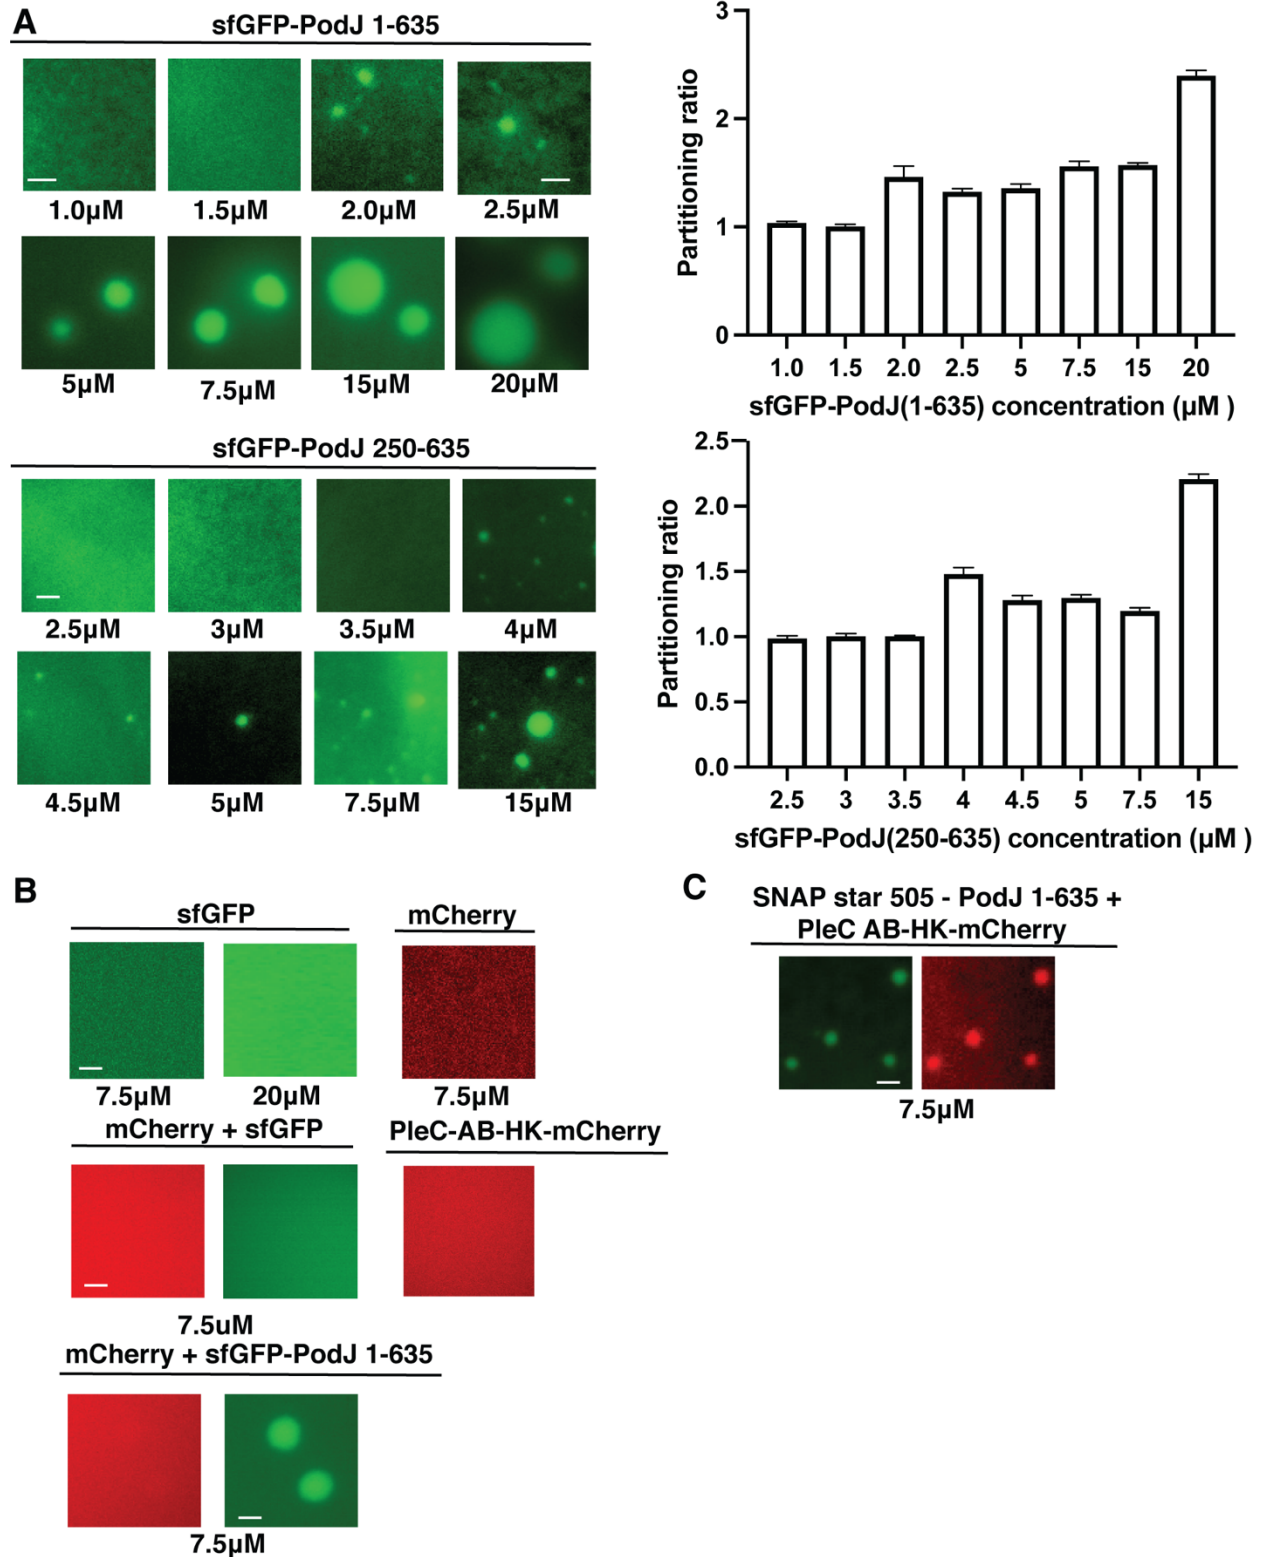 A
sfGFP-PodJ 1-635
1.0µM 1.5µM 2.0µM 2.5µM
5µM 7.5µM 15µM 20µM
3
2
1
0
Partitioning ratio
1.0 1.5 2.0 2.5 5 7.5 15 20
sfGFP-PodJ(1-635) concentration (µM )
sfGFP-PodJ 250-635
2.5µM 3µM 3.5µM 4µM
4.5µM 5µM 7.5µM 15µM
2.5
2.0
1.5
1.0
0.5
0.0
Partitioning ratio
2.5 3 3.5 4 4.5 5 7.5 15
sfGFP-PodJ(250-635) concentration (µM )
B
sfGFP mCherry
7.5µM 20µM 7.5µM
mCherry + sfGFP PleC-AB-HK-mCherry
7.5uM
mCherry + sfGFP-PodJ 1-635
7.5µM
C
SNAP star 505 - PodJ 1-635 +
PleC AB-HK-mCherry
7.5µM